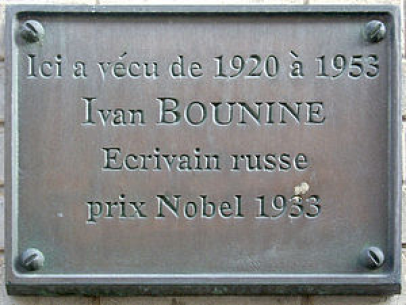 Ici a vécu de 1920 à 1953
Ivan BOUNINE
Ecrivain russe
prix Nobel 1933